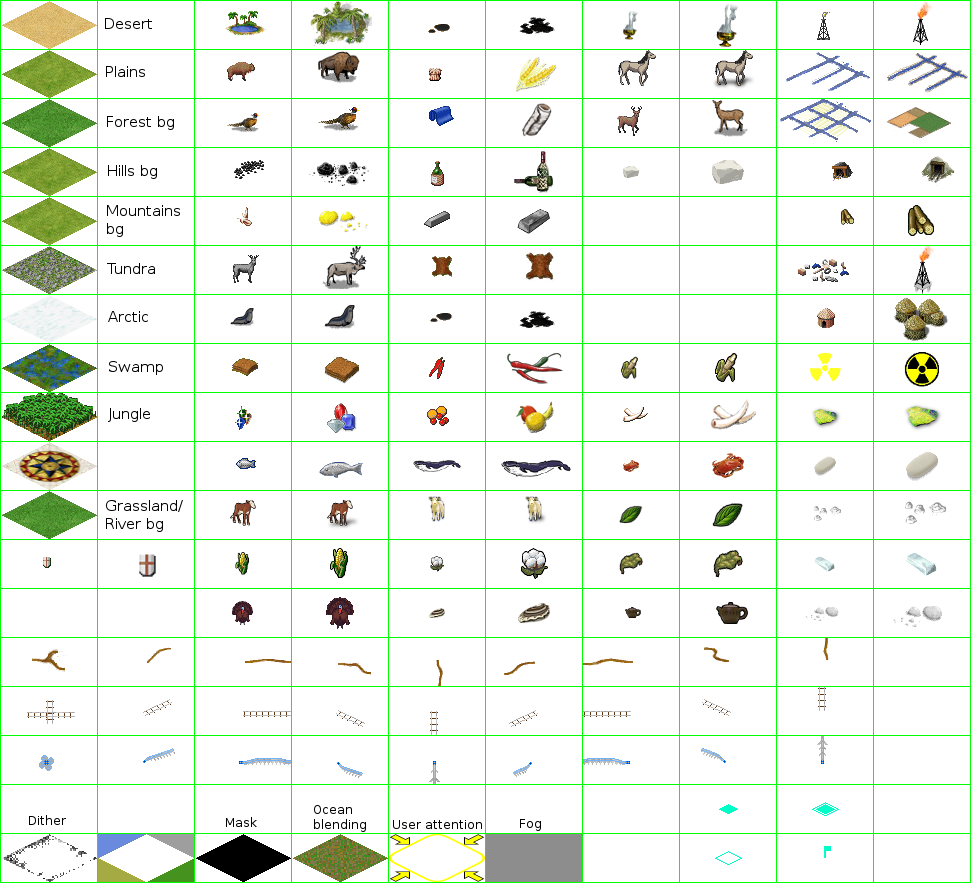 Desert
Plains
Forest bg
Hills bg
Mountains
bg
Tundra
Arctic
Swamp
Jungle
Grassland/
River bg
Dither
Mask
Ocean
blending
User attention
Fog